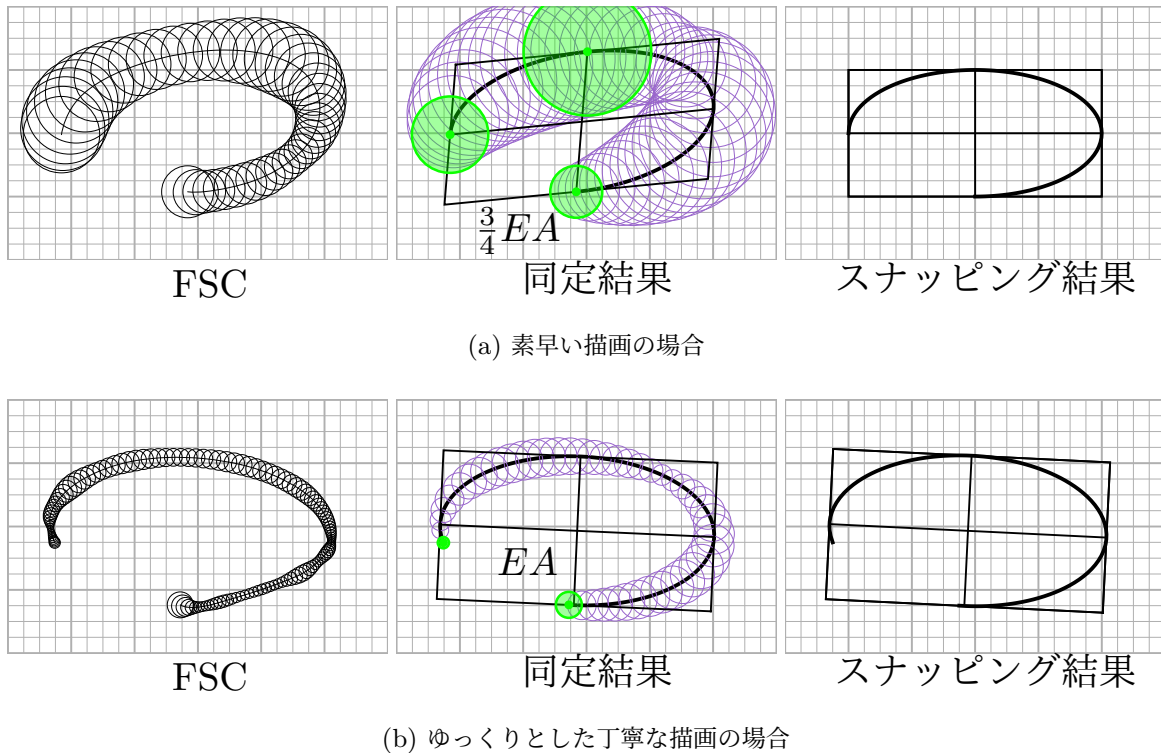 $\frac{3}{4}EA$
FSC 同定結果 スナッピング結果
(a) 素早い描画の場合
EA
FSC 同定結果 スナッピング結果
(b) ゆっくりとした丁寧な描画の場合